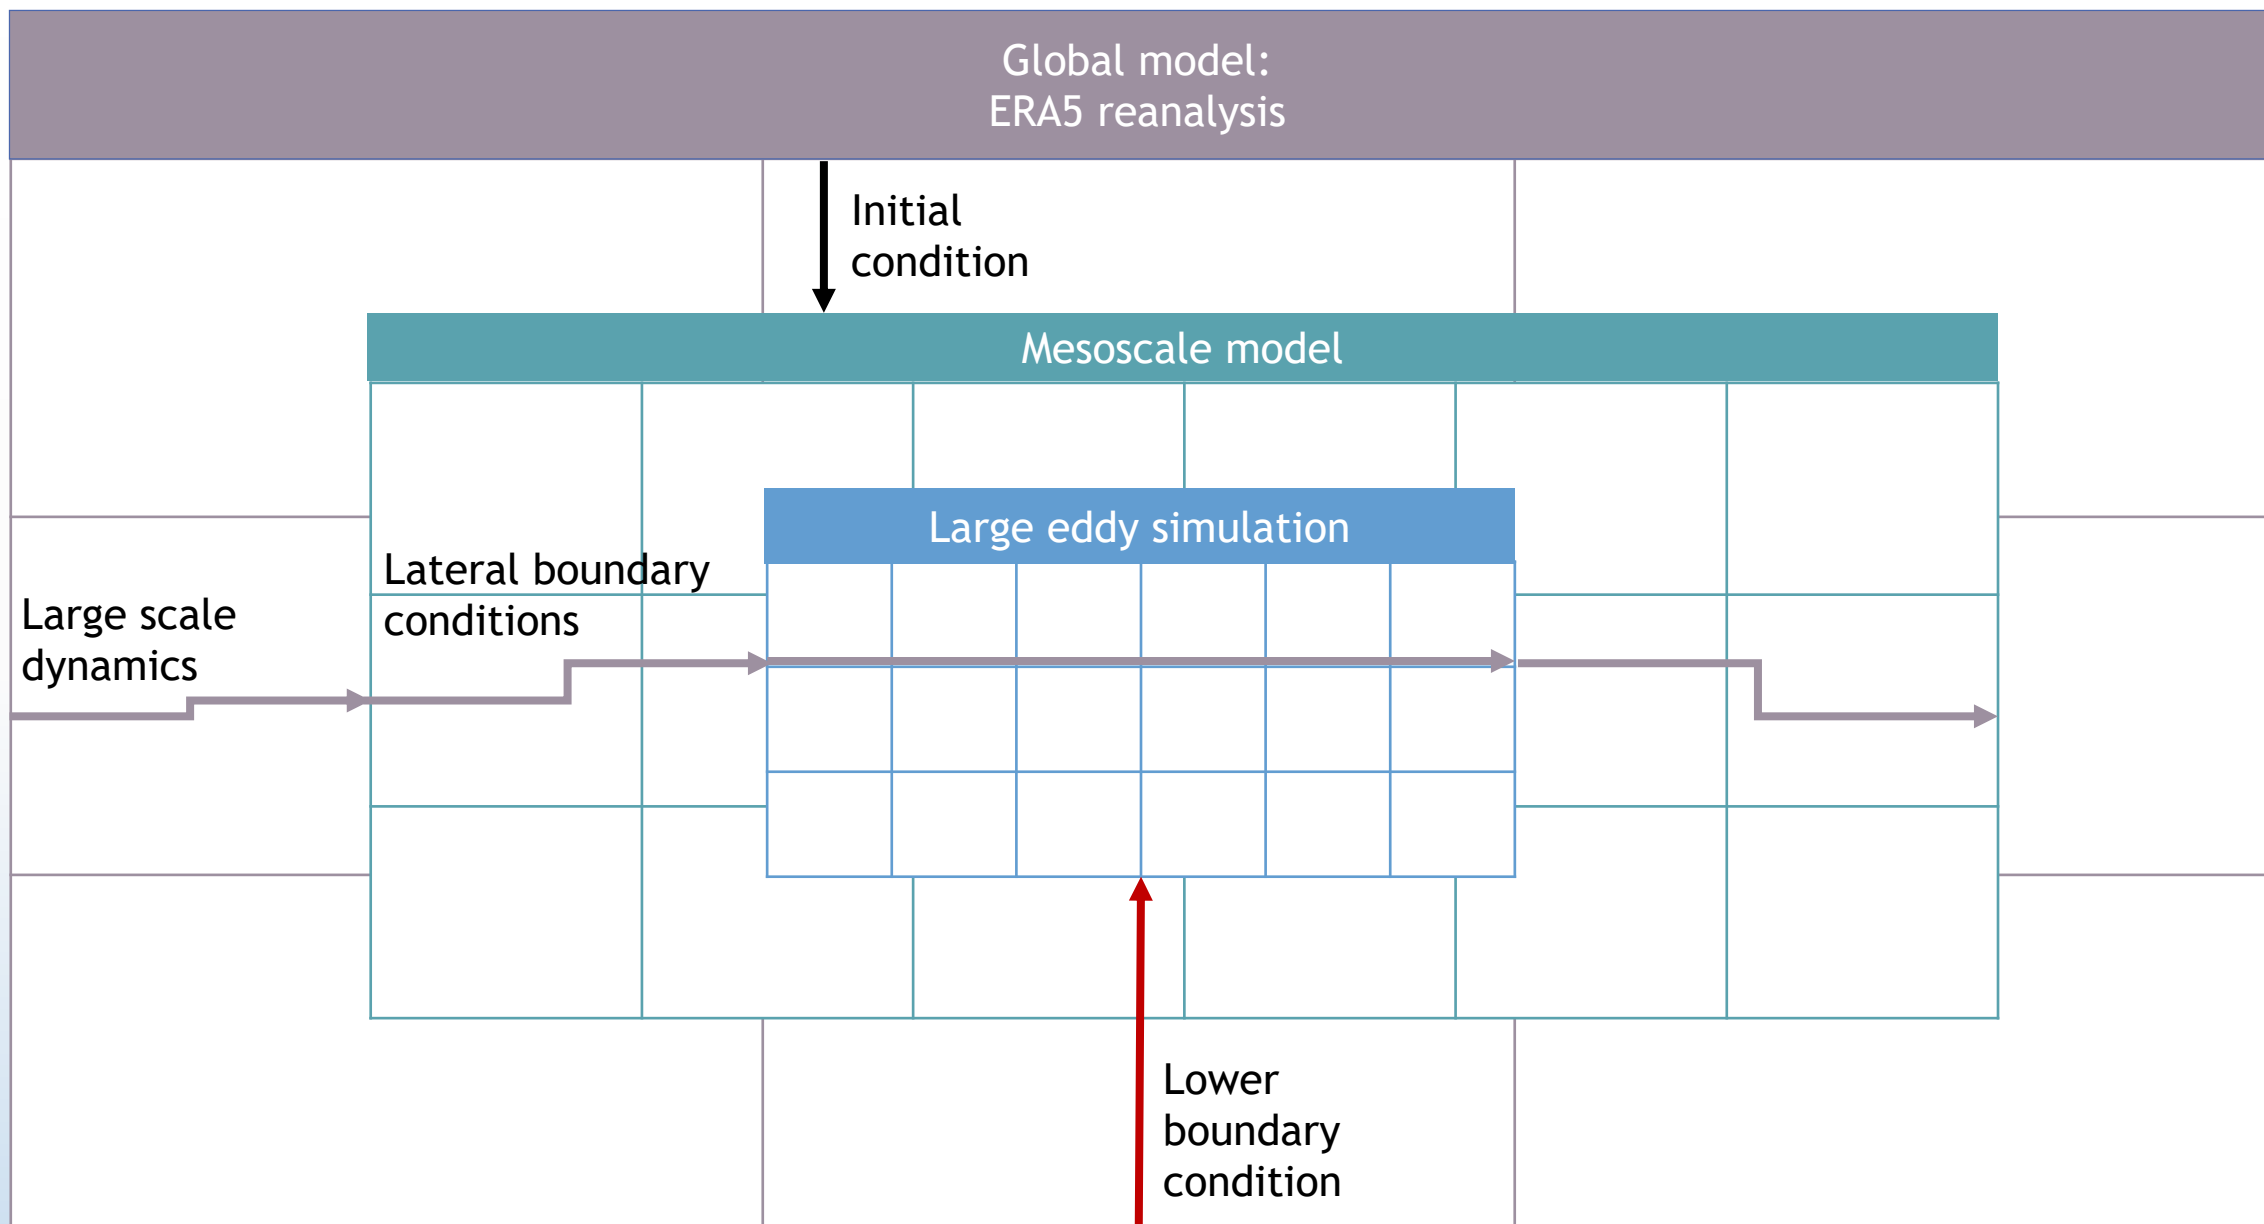 Global model:
ERA5 reanalysis
Initial
condition
Mesoscale model
Large eddy simulation
Lateral boundary
conditions
Large scale
dynamics
Lower
boundary
condition